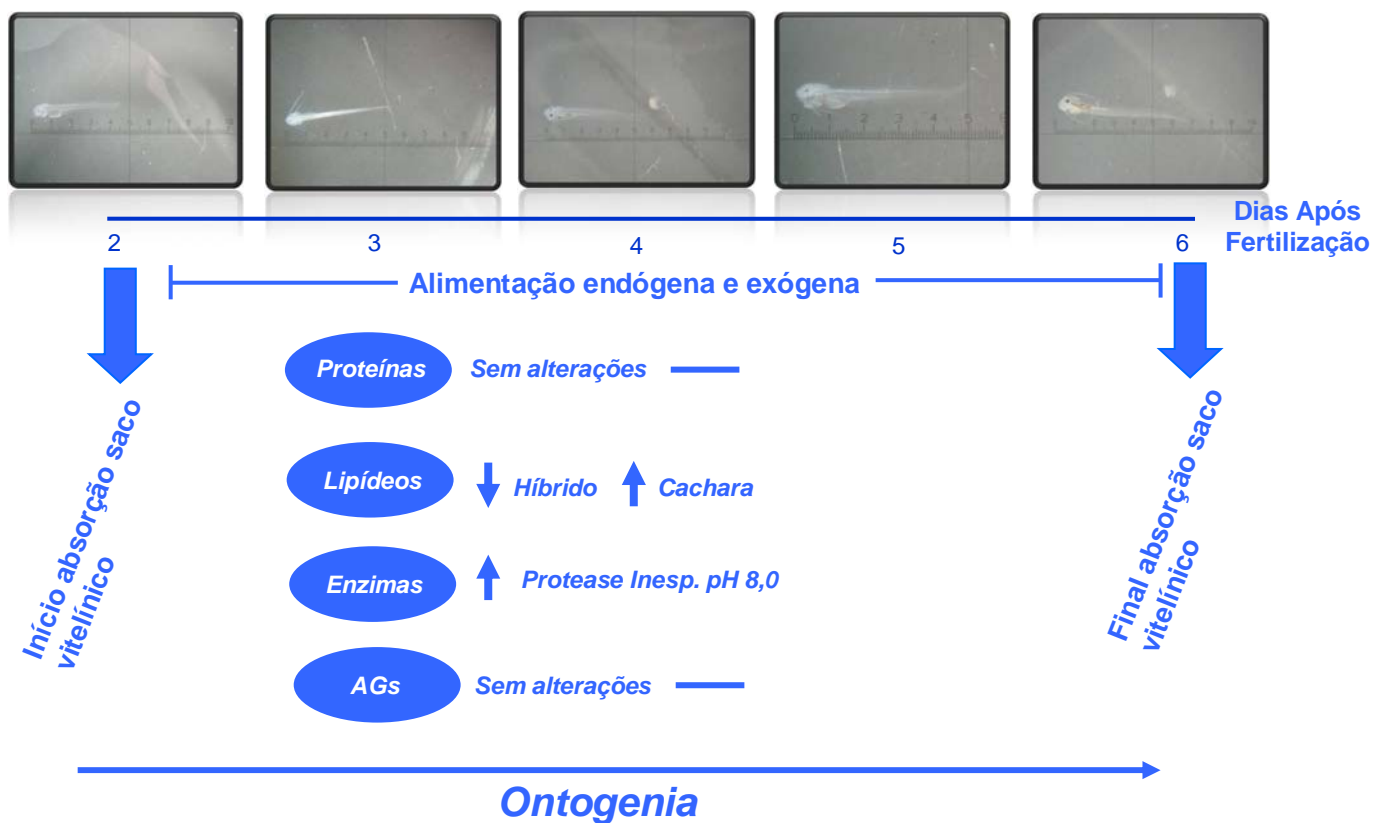 Dias Após
Fertilização
2
3
4
5
6
Alimentação endógena e exógena
Proteínas Sem alterações
Lipídeos Híbrido Cachara
Enzimas Protease Inesp. pH 8,0
AGs Sem alterações
Início absorção saco
vitelínico
Final absorção saco
vitelínico
Ontogenia